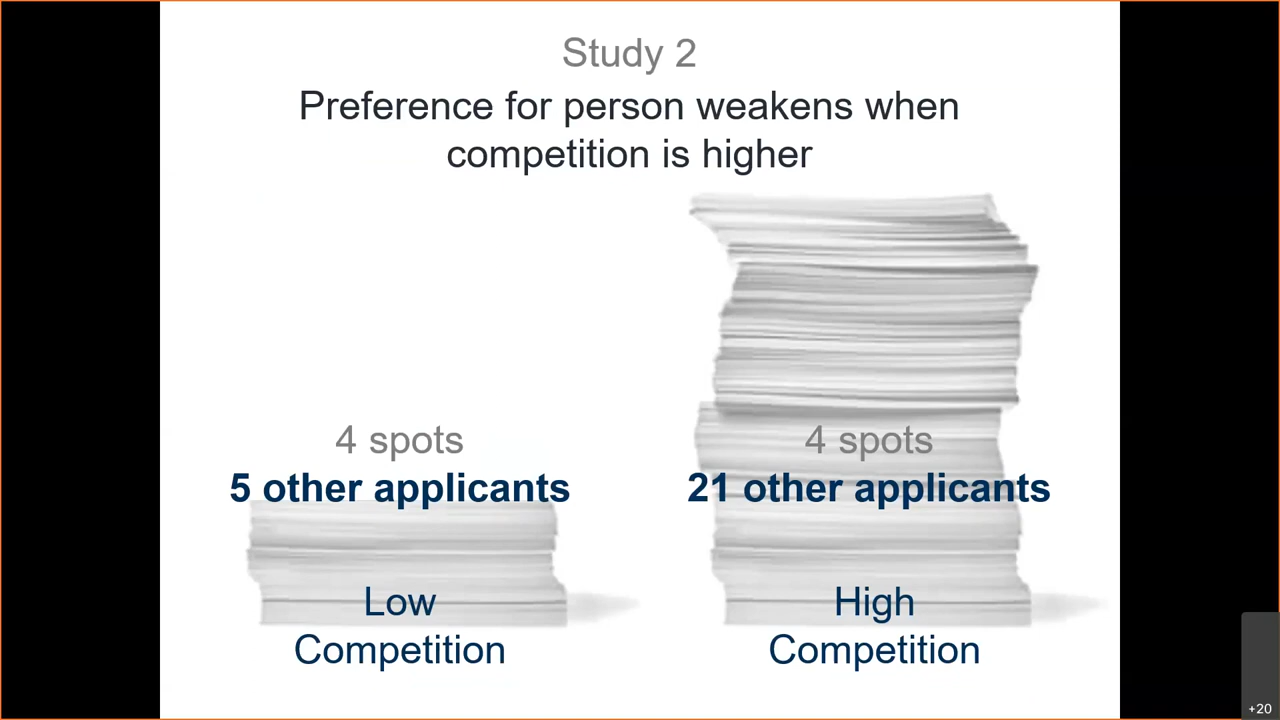 Study 2
Preference for person weakens when
competition is higher
4 spots
5 other applicants
Low
Competition
4 spots
21 other applicants
High
Competition
+20